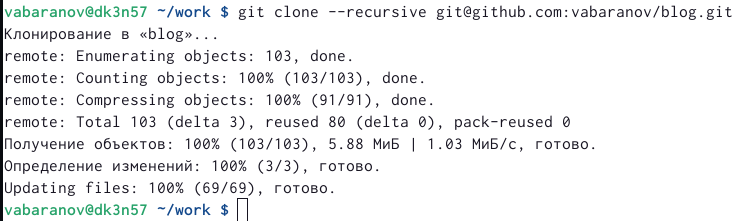 vabaranov@dk3n57 ~/work $ git clone --recursive git@github.com:vabaranov/blog.git
Клонирование в «blog»...
remote: Enumerating objects: 103, done.
remote: Counting objects: 100% (103/103), done.
remote: Compressing objects: 100% (91/91), done.
remote: Total 103 (delta 3), reused 80 (delta 0), pack-reused 0
Получение объектов: 100% (103/103), 5.88 МиБ | 1.03 МиБ/с, готово.
Определение изменений: 100% (3/3), готово.
Updating files: 100% (69/69), готово.
vabaranov@dk3n57 ~/work $